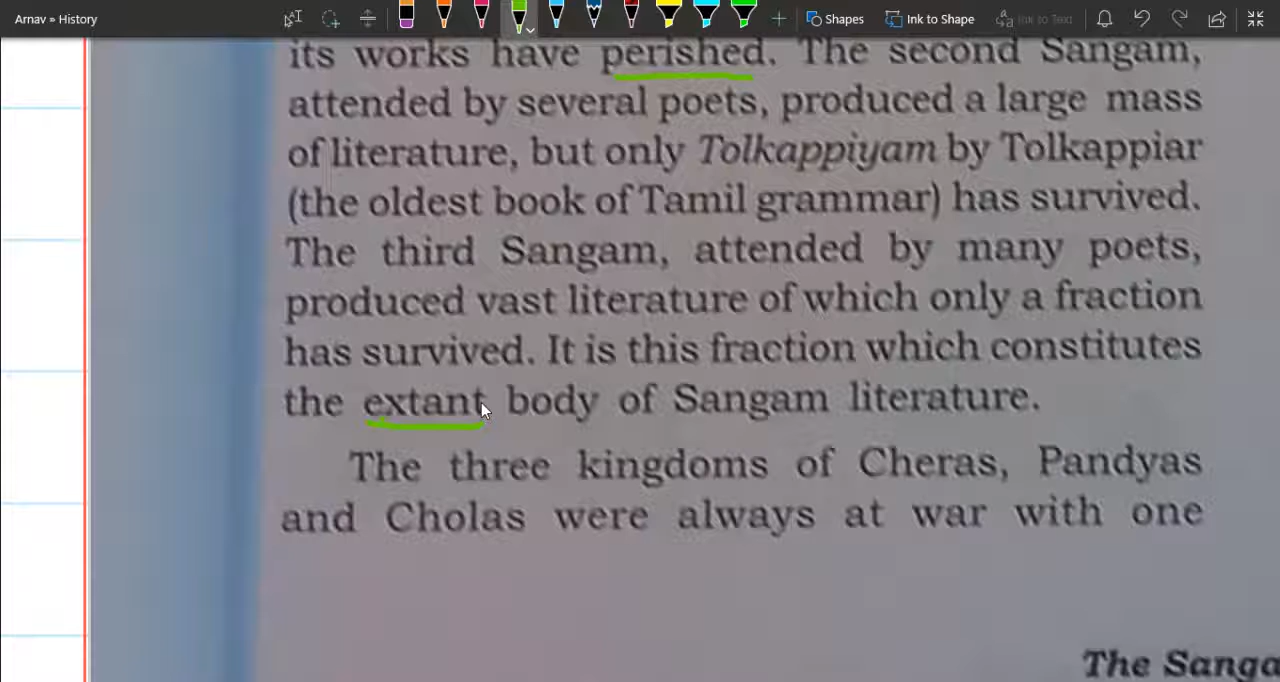 Arnav » History
Shapes
Ink to Shape
Ink to Text
its works have perished. The second Sangam,
attended by several poets, produced a large mass
of literature, but only Tolkappiyam by Tolkappiar
(the oldest book of Tamil grammar) has survived.
The third Sangam, attended by many poets,
produced vast literature of which only a fraction
has survived. It is this fraction which constitutes
the extant body of Sangam literature.
The three kingdoms of Cheras, Pandyas
and Cholas were always at war with one
The Sanga